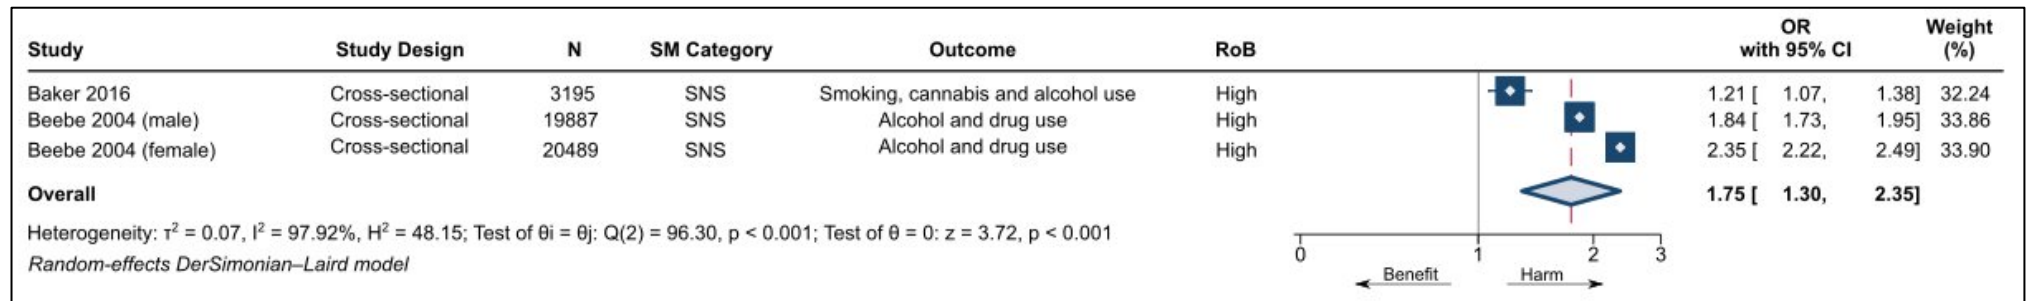 Study Study Design N SM Category Outcome RoB OR with 95% CI Weight (%)
Baker 2016 Cross-sectional 3195 SNS Smoking, cannabis and alcohol use High 1.21 [ 1.07, 1.38] 32.24
Beebe 2004 (male) Cross-sectional 19887 SNS Alcohol and drug use High 1.84 [ 1.73, 1.95] 33.86
Beebe 2004 (female) Cross-sectional 20489 SNS Alcohol and drug use High 2.35 [ 2.22, 2.49] 33.90
Overall 1.75 [ 1.30, 2.35]
Heterogeneity: τ² = 0.07, I² = 97.92%, H² = 48.15; Test of θi = θj: Q(2) = 96.30, p < 0.001; Test of θ = 0: z = 3.72, p < 0.001
Random-effects DerSimonian–Laird model
0 1 2 3
Benefit Harm